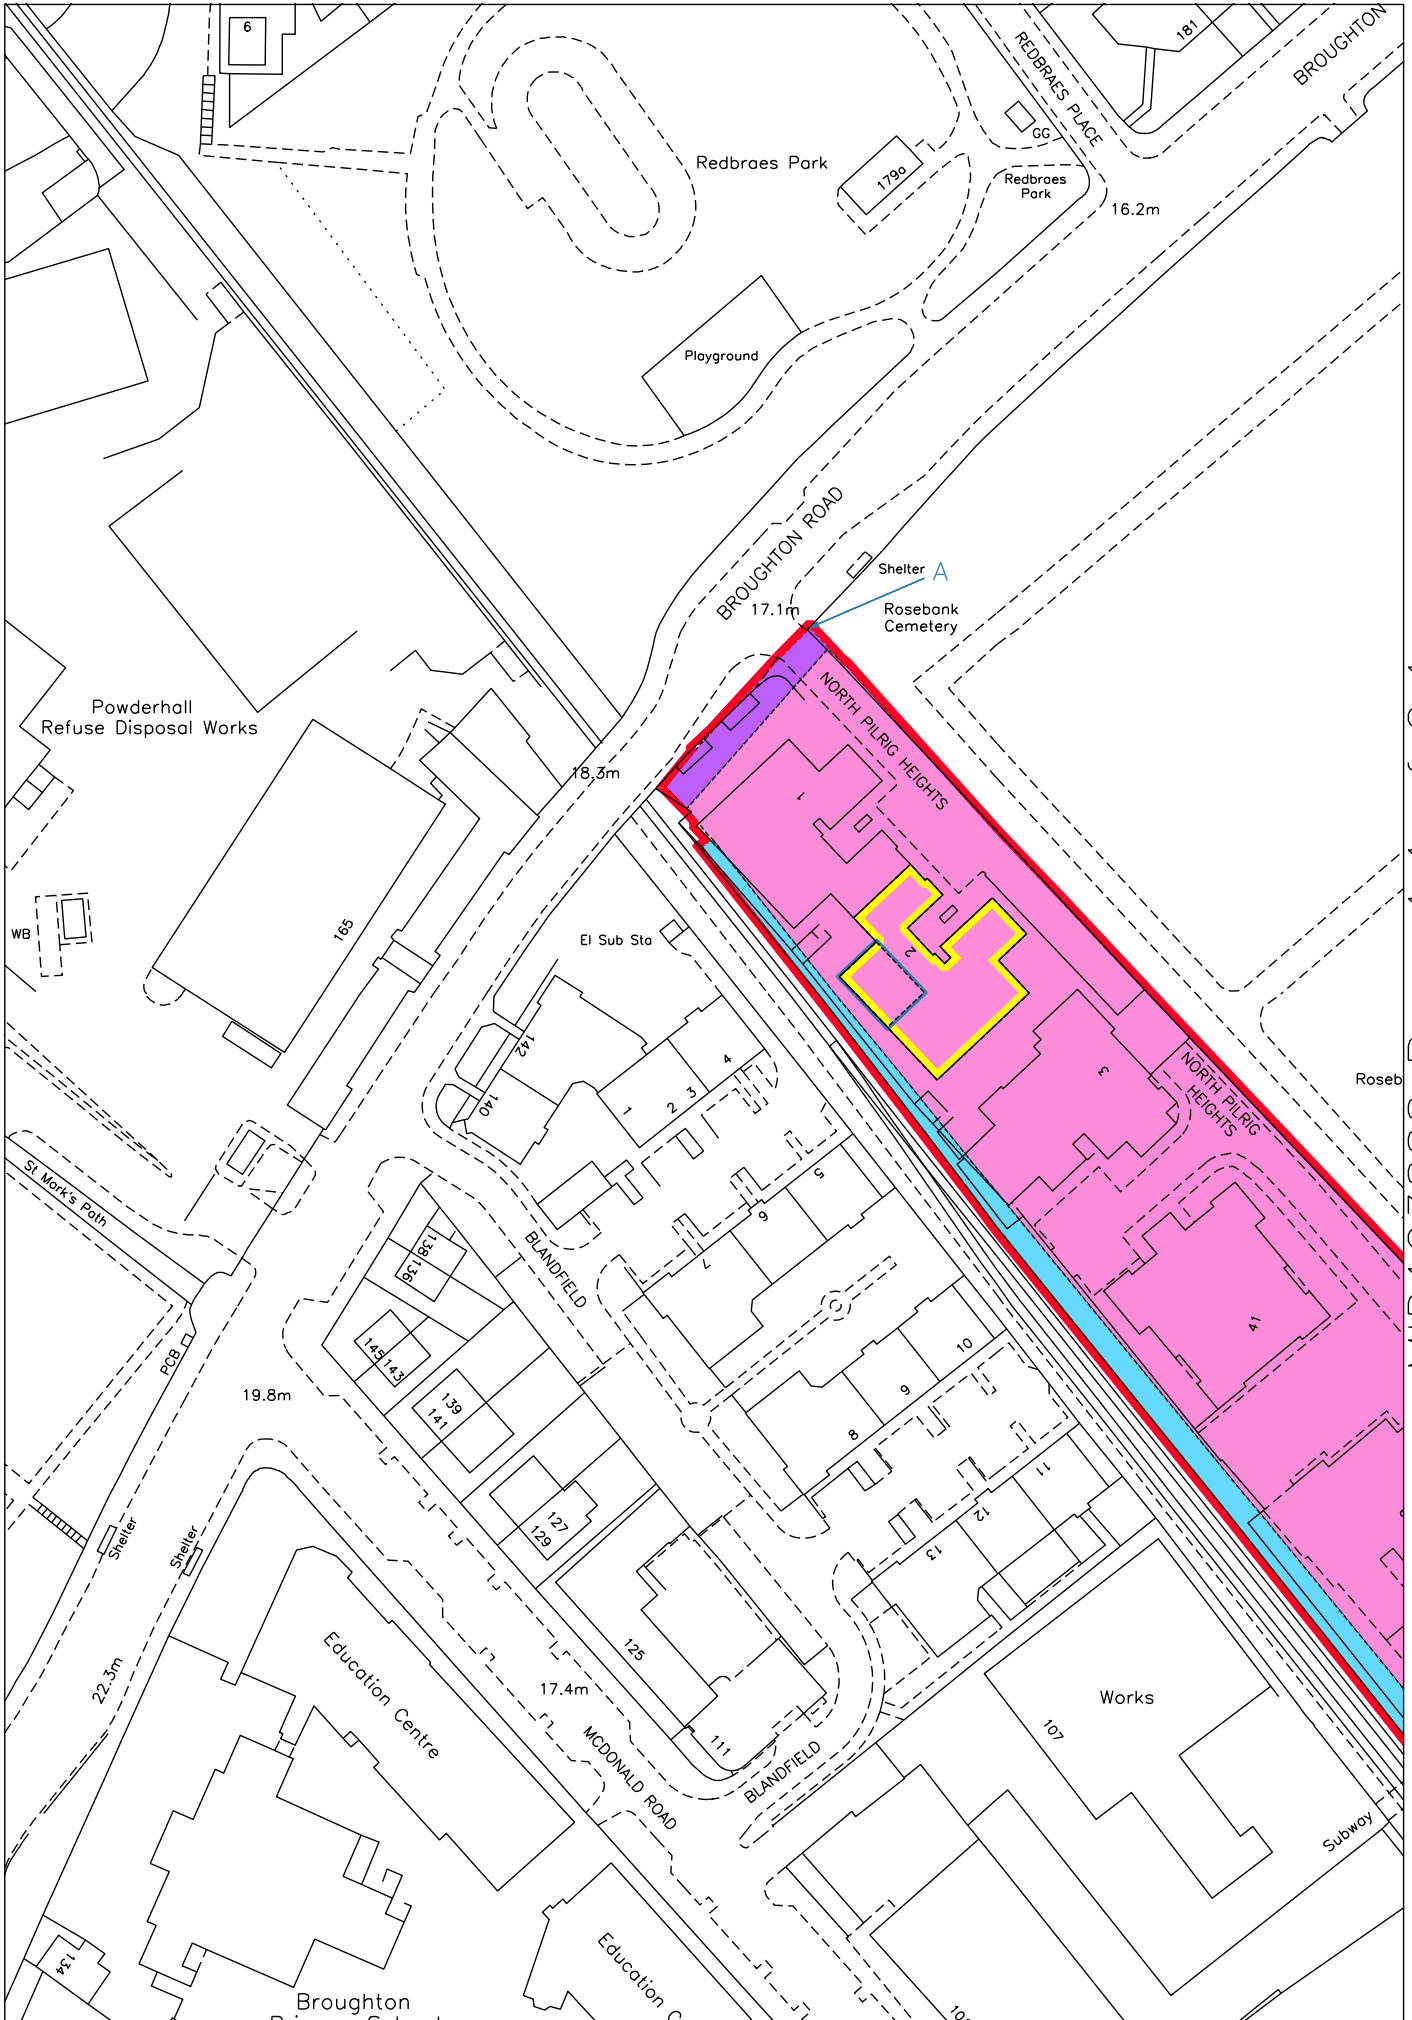 6
181
BROUGHTON
REDBRAES PLACE
GG
Redbraes Park
179a
Redbraes
Park
16.2m
Playground
BROUGHTON ROAD
Shelter
A
17.1m
Rosebank
Cemetery
Powderhall
Refuse Disposal Works
NORTH PILRIG HEIGHTS
18.3m
1
165
WB
El Sub Sta
2
142
4
3
2
1
140
3
NORTH PILRIG
HEIGHTS
Roseb
St Mark's Path
5
6
7
BLANDFIELD
138
136
145
143
41
PCB
10
9
8
19.8m
139
141
11
12
13
127
129
Shelter
Shelter
125
111
Education Centre
22.3m
17.4m
MCDONALD ROAD
BLANDFIELD
Works
107
Subway
134
Education C
Broughton